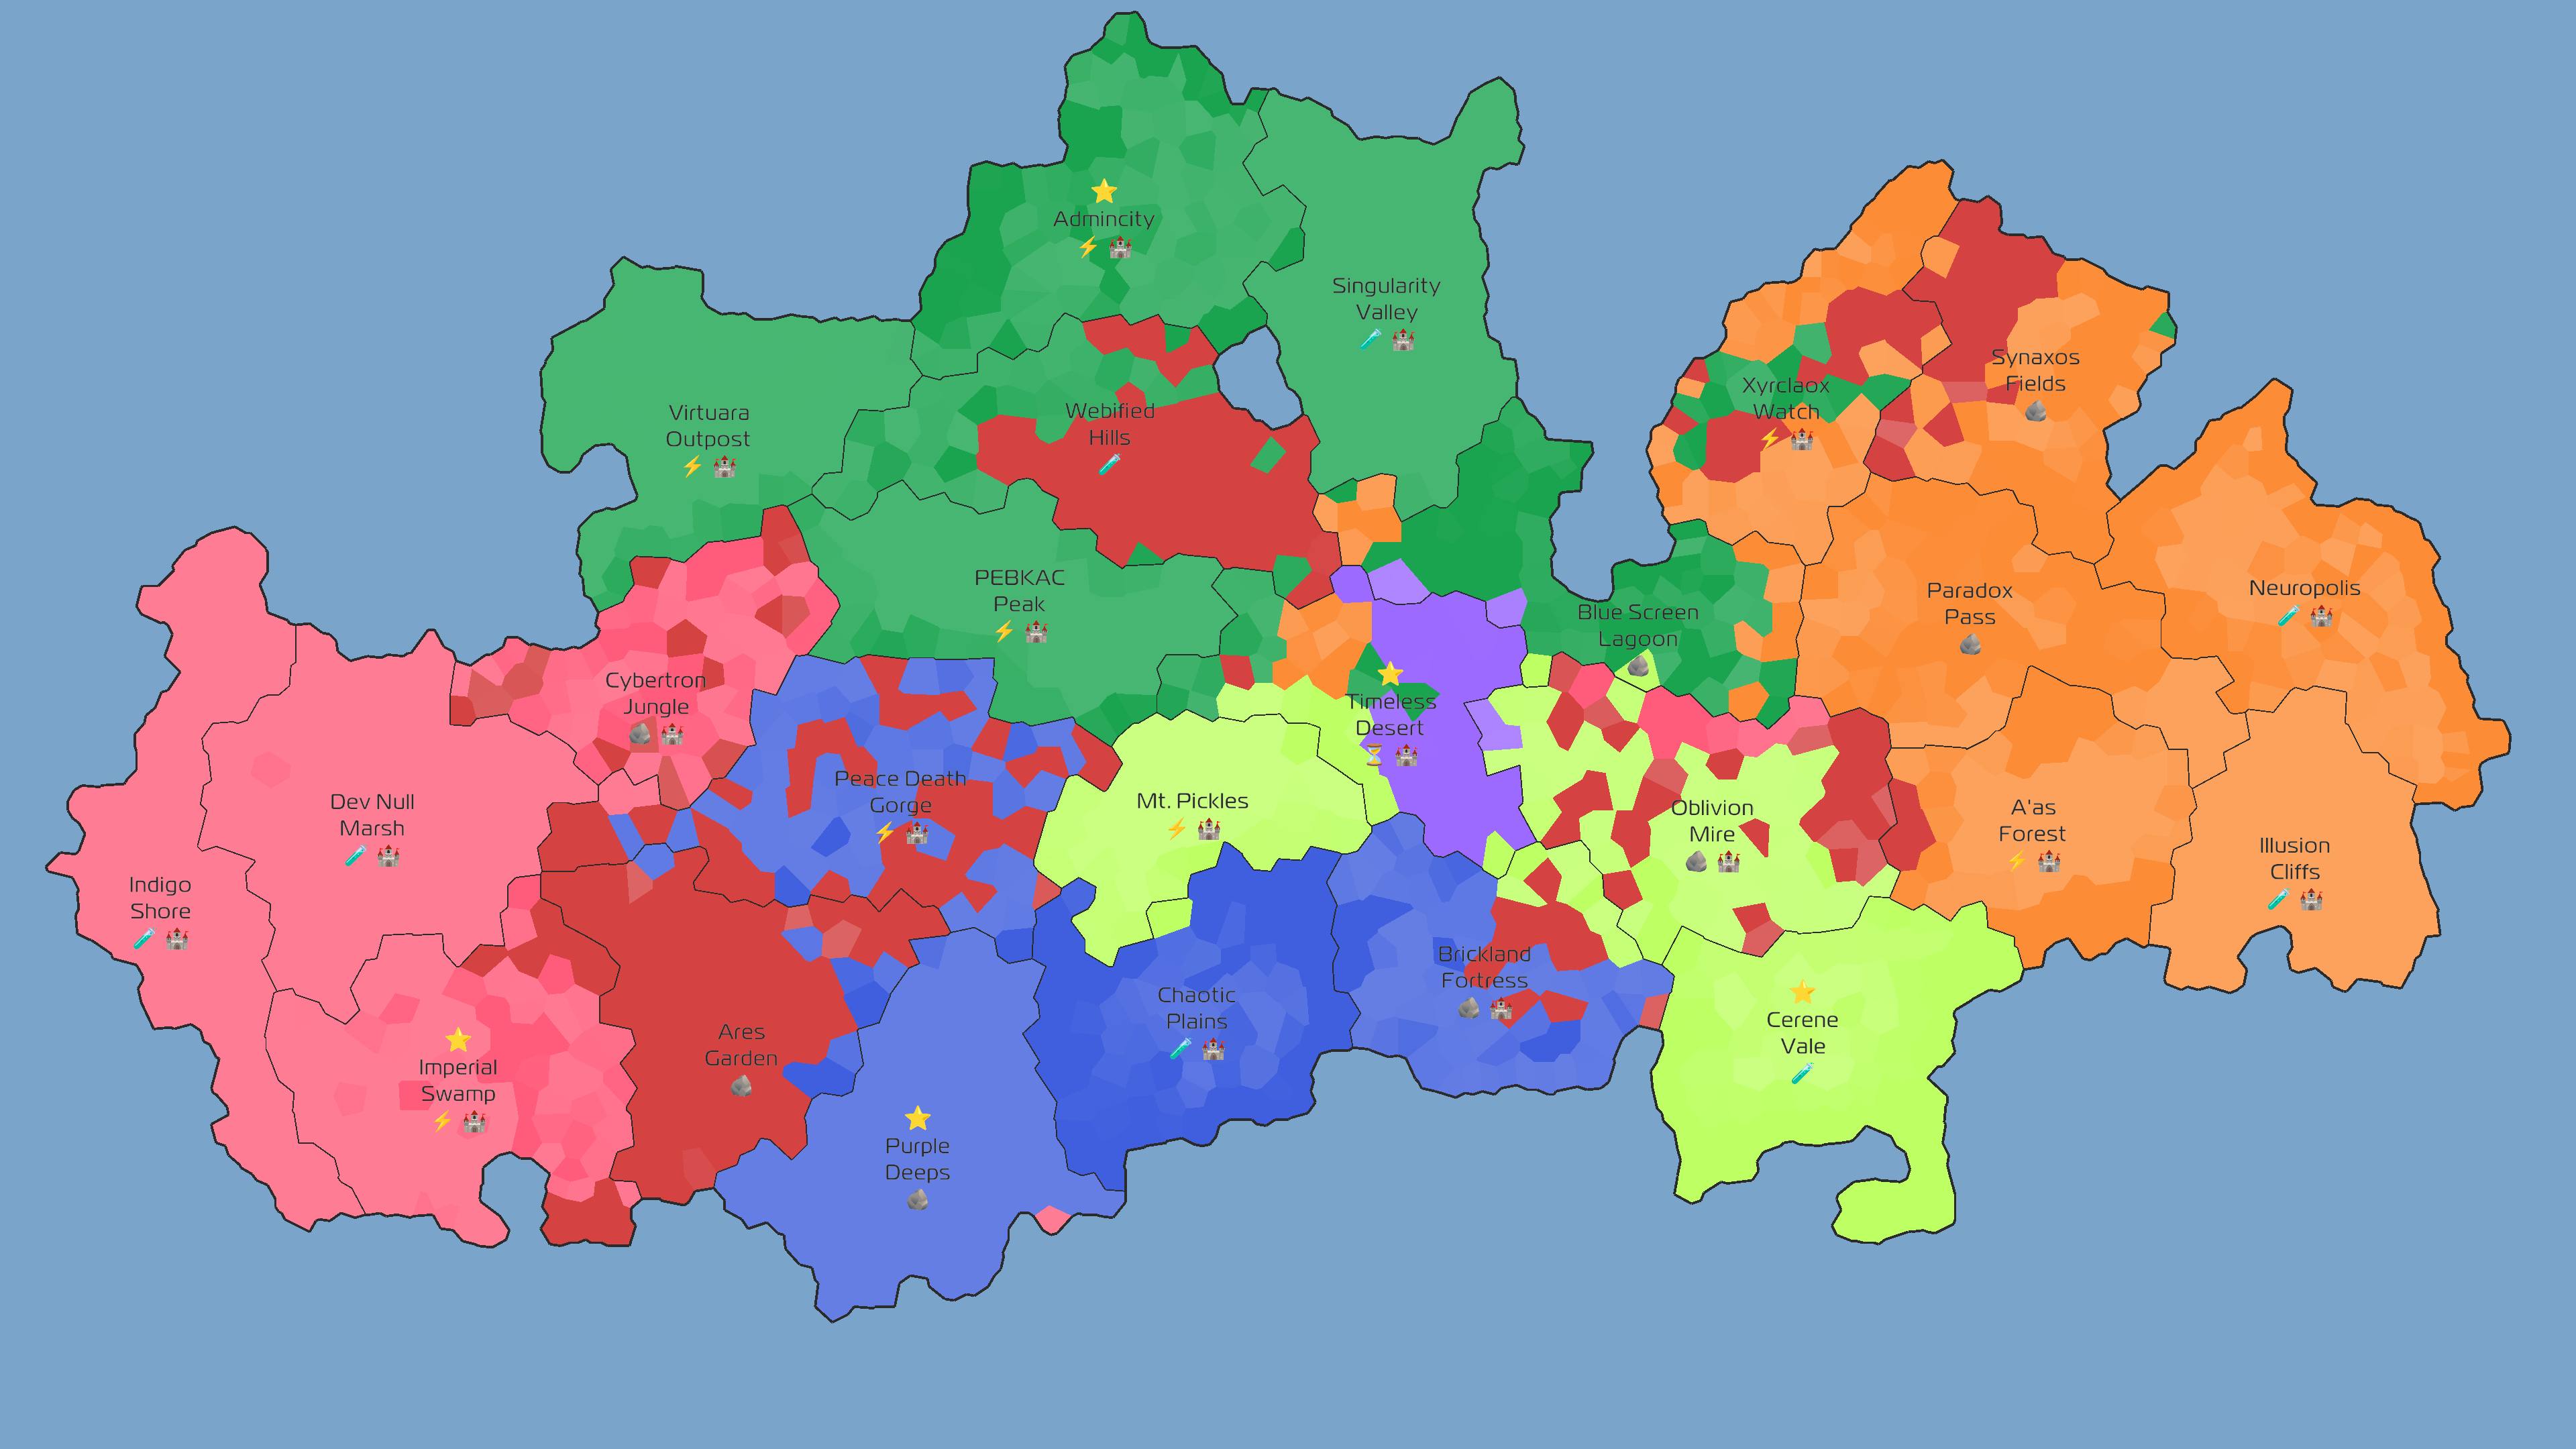 Admincity
Singularity
Valley
Virtuara
Outpost
Webified
Hills
Xyrclaox
Watch
Synaxos
Fields
PEBKAC
Peak
Blue Screen
Lagoon
Paradox
Pass
Neuropolis
Cybertron
Jungle
Timeless
Desert
Dev Null
Marsh
Peace Death
Gorge
Mt. Pickles
Oblivion
Mire
A'as
Forest
Illusion
Cliffs
Indigo
Shore
Brickland
Fortress
Chaotic
Plains
Cerene
Vale
Ares
Garden
Imperial
Swamp
Purple
Deeps